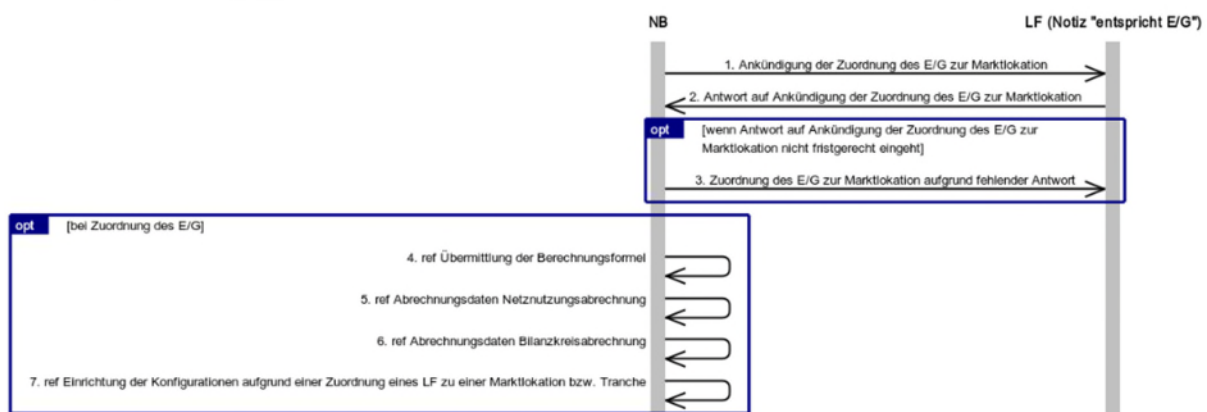 NB
LF (Notiz "entspricht E/G")
1. Ankündigung der Zuordnung des E/G zur Marktlokation
2. Antwort auf Ankündigung der Zuordnung des E/G zur Marktlokation
opt
[wenn Antwort auf Ankündigung der Zuordnung des E/G zur
Marktlokation nicht fristgerecht eingeht]
3. Zuordnung des E/G zur Marktlokation aufgrund fehlender Antwort
opt
[bei Zuordnung des E/G]
4. ref Übermittlung der Berechnungsformel
5. ref Abrechnungsdaten Netznutzungsabrechnung
6. ref Abrechnungsdaten Bilanzkreisabrechnung
7. ref Einrichtung der Konfigurationen aufgrund einer Zuordnung eines LF zu einer Marktlokation bzw. Tranche